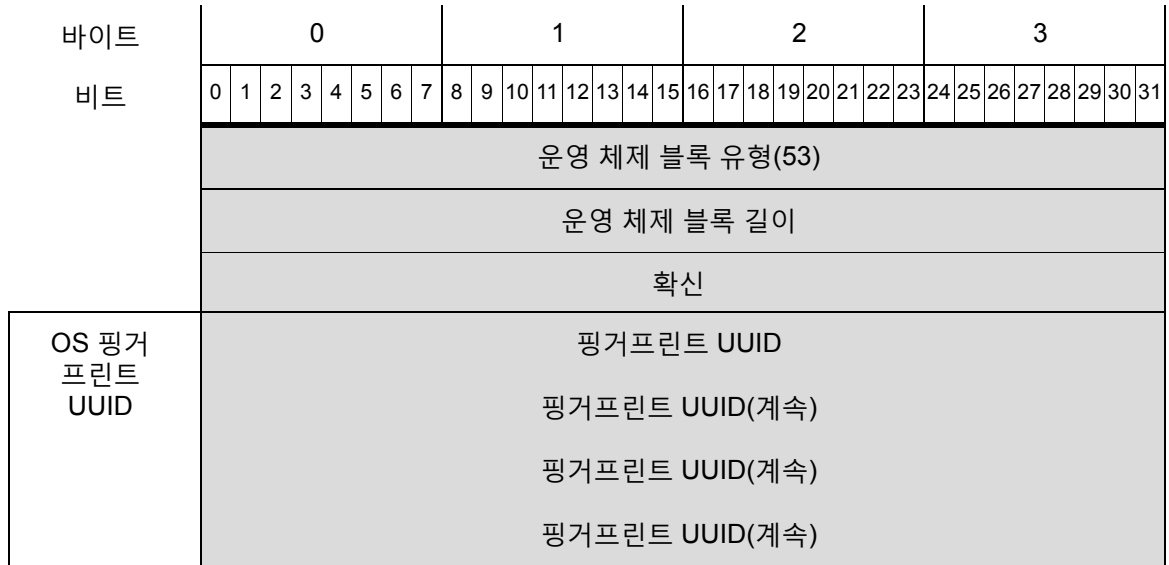 바이트 0 1 2 3
비트 0 1 2 3 4 5 6 7 8 9 10 11 12 13 14 15 16 17 18 19 20 21 22 23 24 25 26 27 28 29 30 31
운영 체제 블록 유형(53)
운영 체제 블록 길이
확신
OS 핑거
프린트
UUID
핑거프린트 UUID
핑거프린트 UUID(계속)
핑거프린트 UUID(계속)
핑거프린트 UUID(계속)